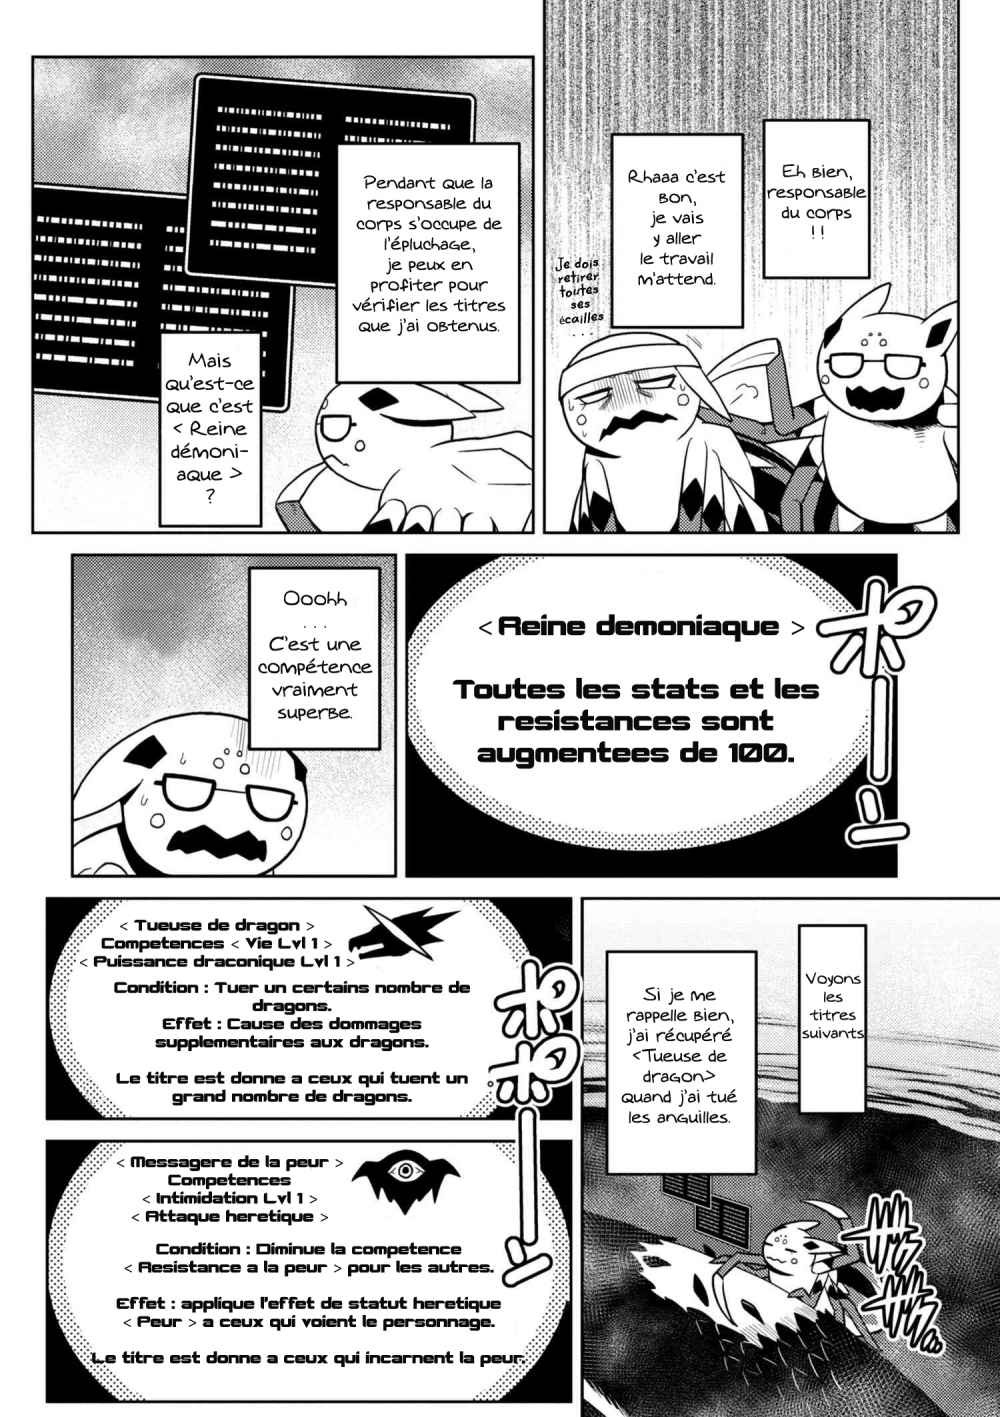 Eh bien,
responsable
du corps
!!
Rhaaa c'est
bon,
je vais
y aller
le travail
m'attend.
Je dois
retirer
toutes
ses
écailles
...
Pendant que la
responsable du
corps s'occupe de
l'épluchage,
je peux en
profiter pour
vérifier les titres
que j'ai obtenus.
Mais
qu'est-ce
que c'est
< Reine
démoni-
aque >
?
< Reine demoniaque >
Toutes les stats et les
resistances sont
augmentees de 100.
ポーン
Ooohh
...
C'est une
compétence
vraiment
superbe.
Voyons
les
titres
suivants
Si je me
rappelle bien,
j'ai récupéré
<Tueuse de
dragon>
quand j'ai tué
les anguilles.
< Tueuse de dragon >
Competences < Vie Lvl 1 >
< Puissance draconique Lvl 1 >
Condition : Tuer un certains nombre de
dragons.
Effet : Cause des dommages
supplementaires aux dragons.
Le titre est donne a ceux qui tuent un
grand nombre de dragons.
ポポーン
< Messagere de la peur >
Competences
< Intimidation Lvl 1 >
< Attaque heretique >
Condition : Diminue la competence
< Resistance a la peur > pour les autres.
Effet : applique l'effet de statut heretique
< Peur > a ceux qui voient le personnage.
Le titre est donne a ceux qui incarnent la peur.